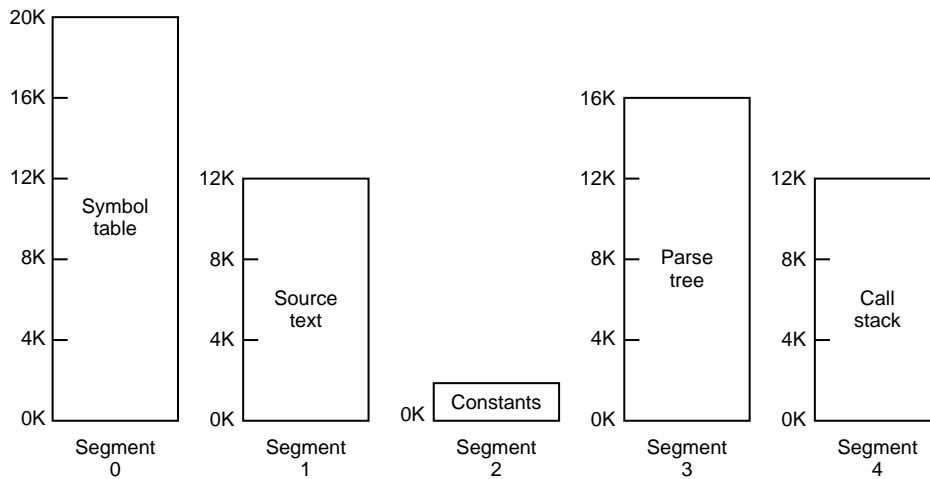 20K
16K
12K
8K
4K
0K
Symbol
table
Segment
0
12K
8K
4K
0K
Source
text
Segment
1
0K
Constants
Segment
2
16K
12K
8K
4K
0K
Parse
tree
Segment
3
12K
8K
4K
0K
Call
stack
Segment
4